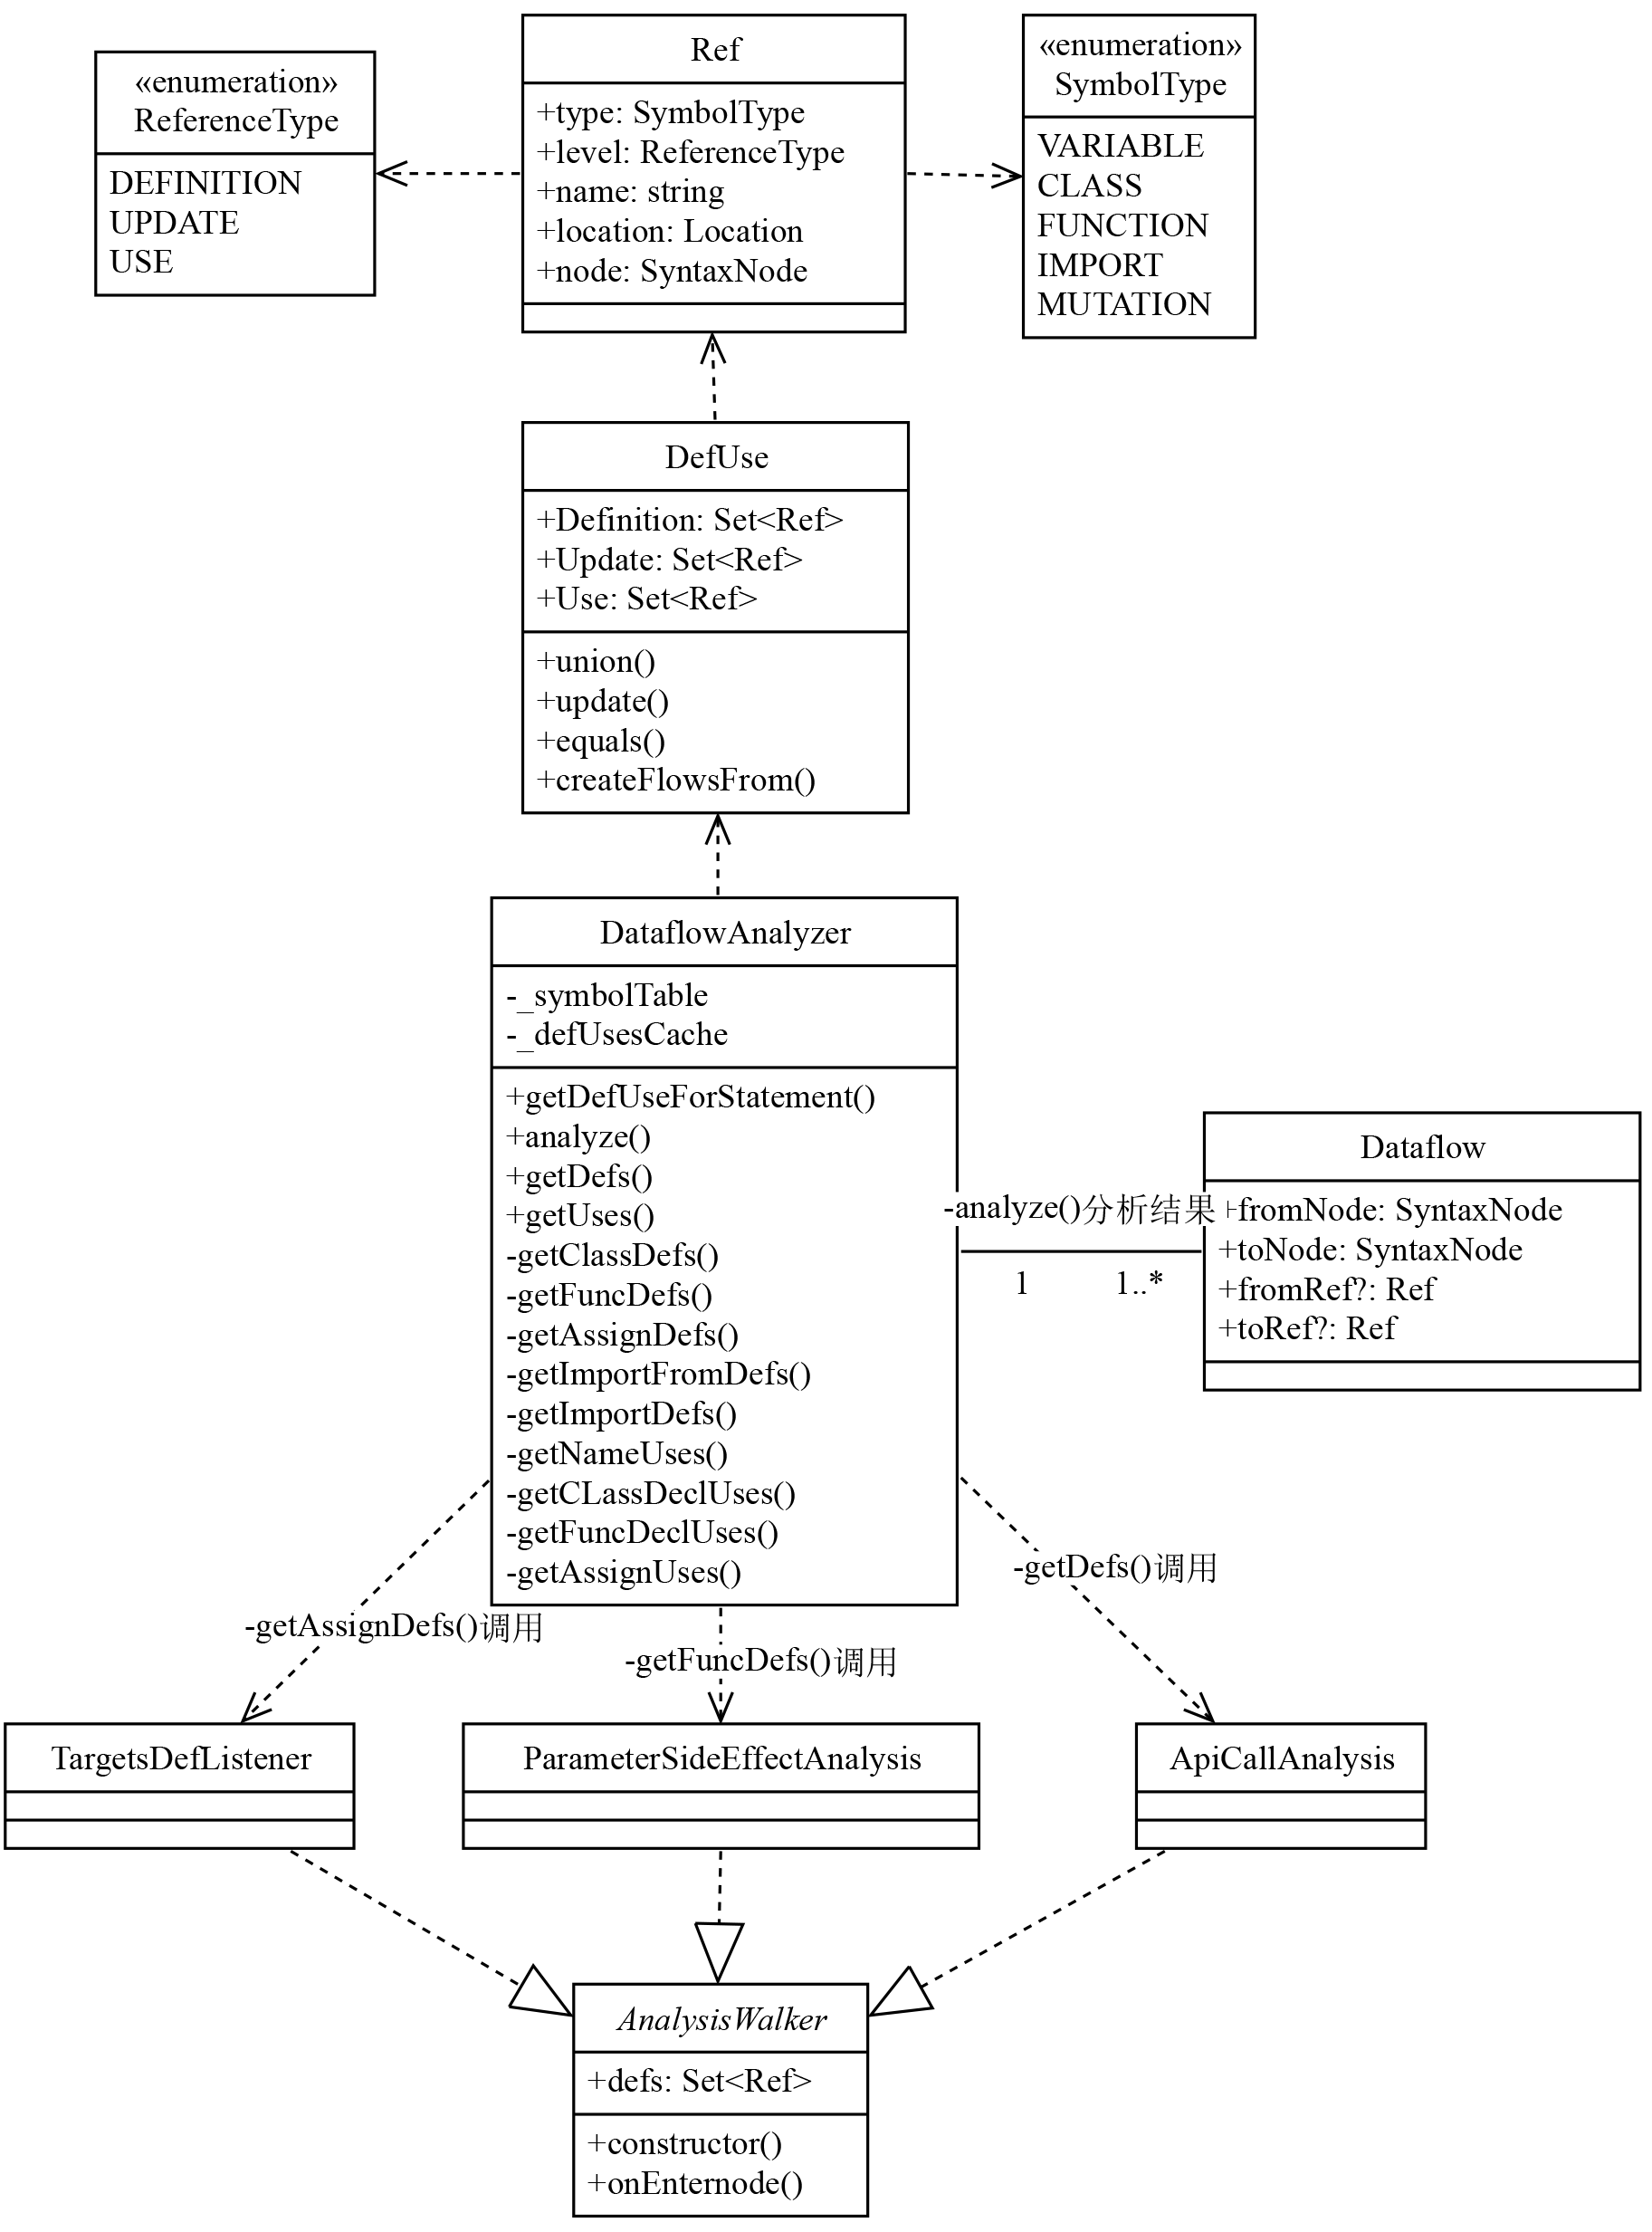 «enumeration»
ReferenceType
DEFINITION
UPDATE
USE
Ref
+type: SymbolType
+level: ReferenceType
+name: string
+location: Location
+node: SyntaxNode
«enumeration»
SymbolType
VARIABLE
CLASS
FUNCTION
IMPORT
MUTATION
DefUse
+Definition: Set<Ref>
+Update: Set<Ref>
+Use: Set<Ref>
+union()
+update()
+equals()
+createFlowsFrom()
DataflowAnalyzer
-_symbolTable
-_defUsesCache
+getDefUseForStatement()
+analyze()
+getDefs()
+getUses()
-getClassDefs()
-getFuncDefs()
-getAssignDefs()
-getImportFromDefs()
-getImportDefs()
-getNameUses()
-getCLassDeclUses()
-getFuncDeclUses()
-getAssignUses()
-analyze()分析结果
1
1..*
Dataflow
+fromNode: SyntaxNode
+toNode: SyntaxNode
+fromRef?: Ref
+toRef?: Ref
-getAssignDefs()调用
-getFuncDefs()调用
-getDefs()调用
TargetsDefListener
ParameterSideEffectAnalysis
ApiCallAnalysis
AnalysisWalker
+defs: Set<Ref>
+constructor()
+onEnternode()